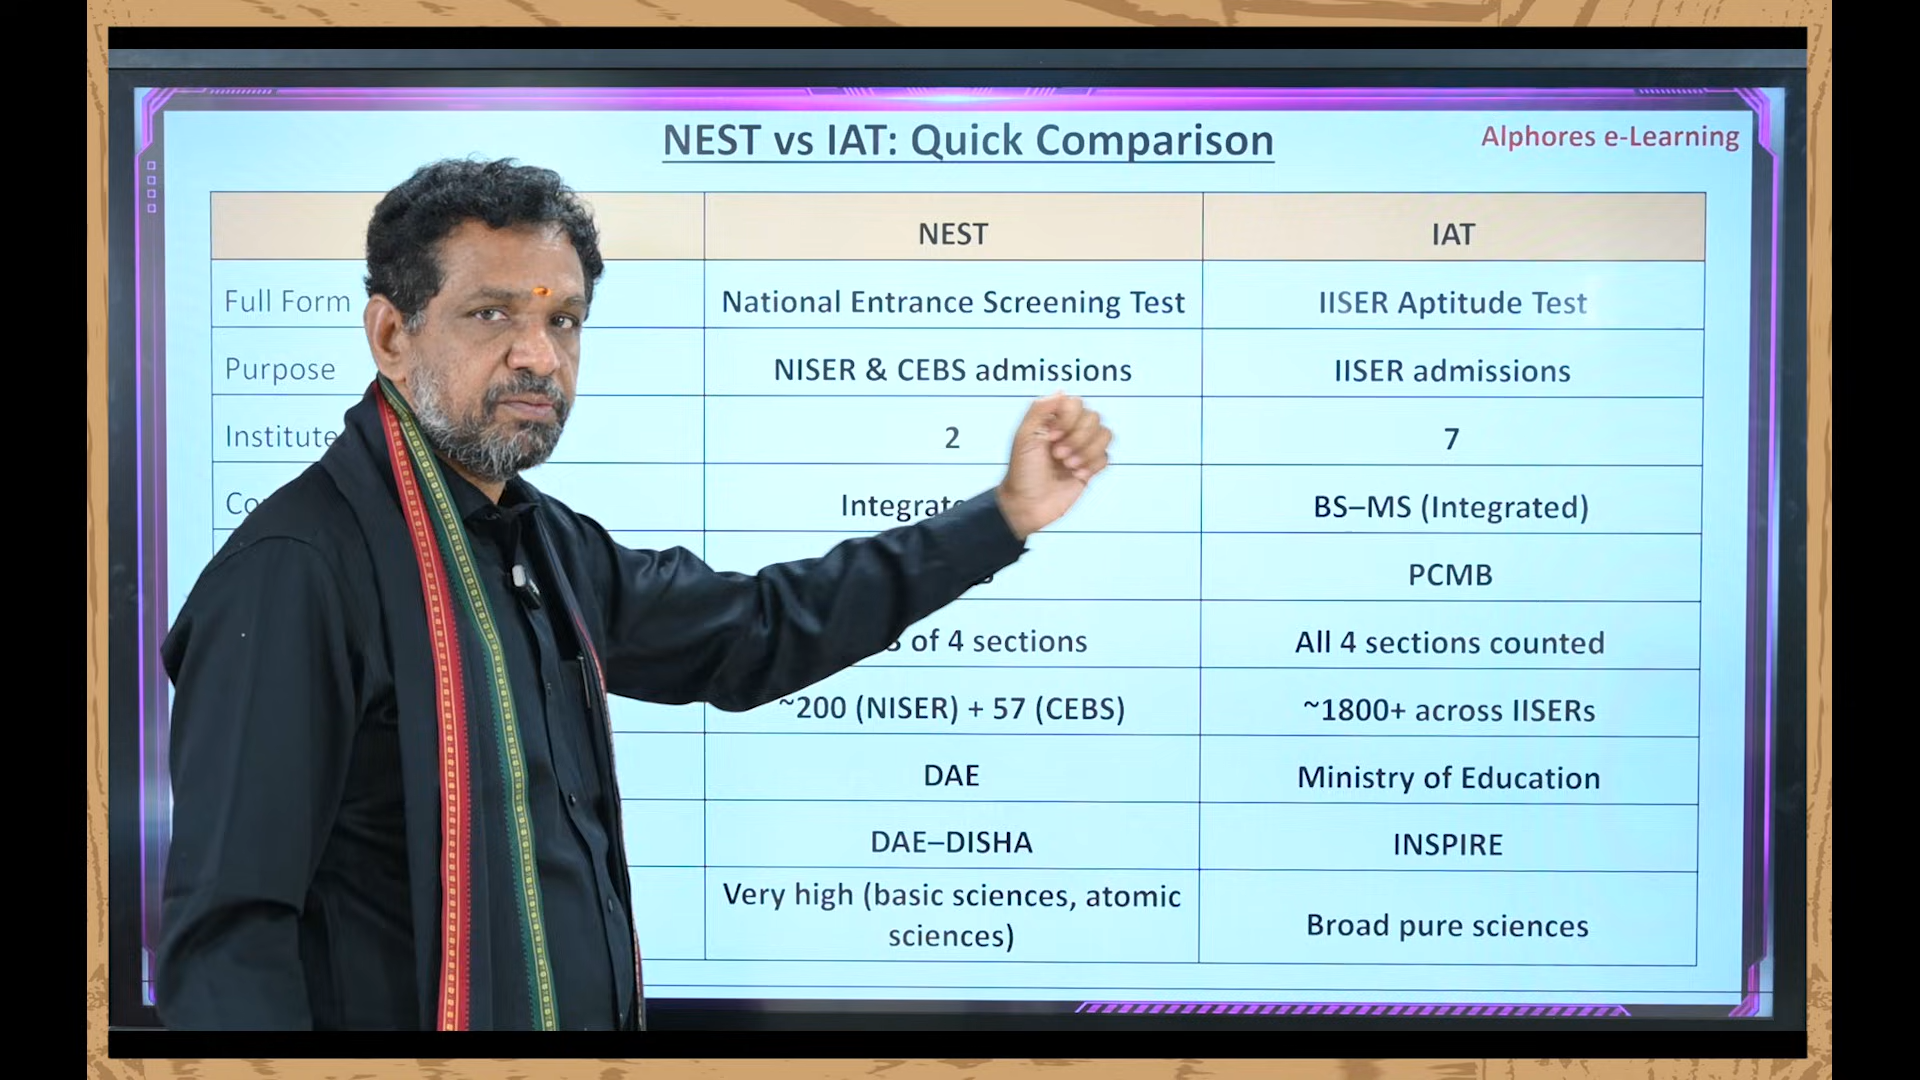 NEST vs IAT: Quick Comparison
Alphores e-Learning
NEST
IAT
Full Form
National Entrance Screening Test
IISER Aptitude Test
Purpose
NISER & CEBS admissions
IISER admissions
Institute
2
7
BS–MS (Integrated)
PCMB
of 4 sections
All 4 sections counted
~200 (NISER) + 57 (CEBS)
~1800+ across IISERs
DAE
Ministry of Education
DAE–DISHA
INSPIRE
Very high (basic sciences, atomic
sciences)
Broad pure sciences